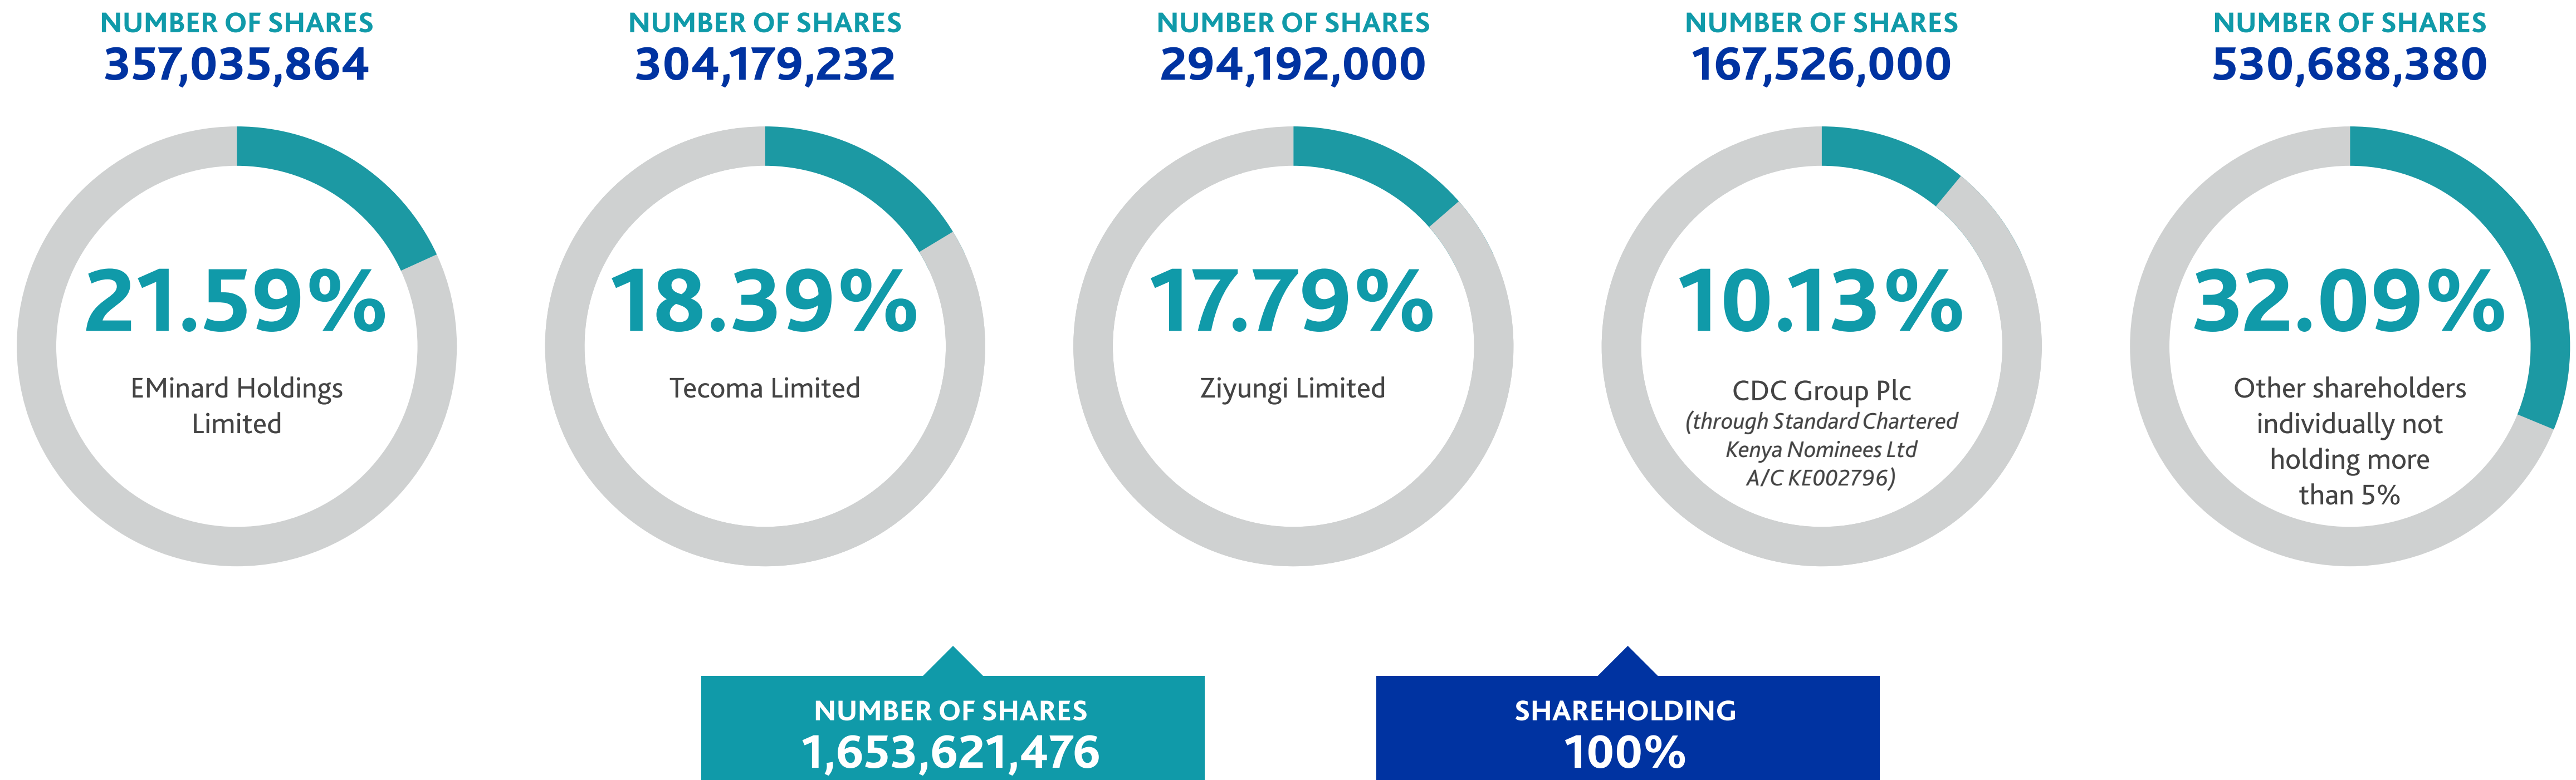 NUMBER OF SHARES
357,035,864
21.59%
EMinard Holdings
Limited
NUMBER OF SHARES
304,179,232
18.39%
Tecoma Limited
NUMBER OF SHARES
294,192,000
17.79%
Ziyungi Limited
NUMBER OF SHARES
167,526,000
10.13%
CDC Group Plc
(through Standard Chartered
Kenya Nominees Ltd
A/C KE002796)
NUMBER OF SHARES
530,688,380
32.09%
Other shareholders
individually not
holding more
than 5%
NUMBER OF SHARES
1,653,621,476
SHAREHOLDING
100%